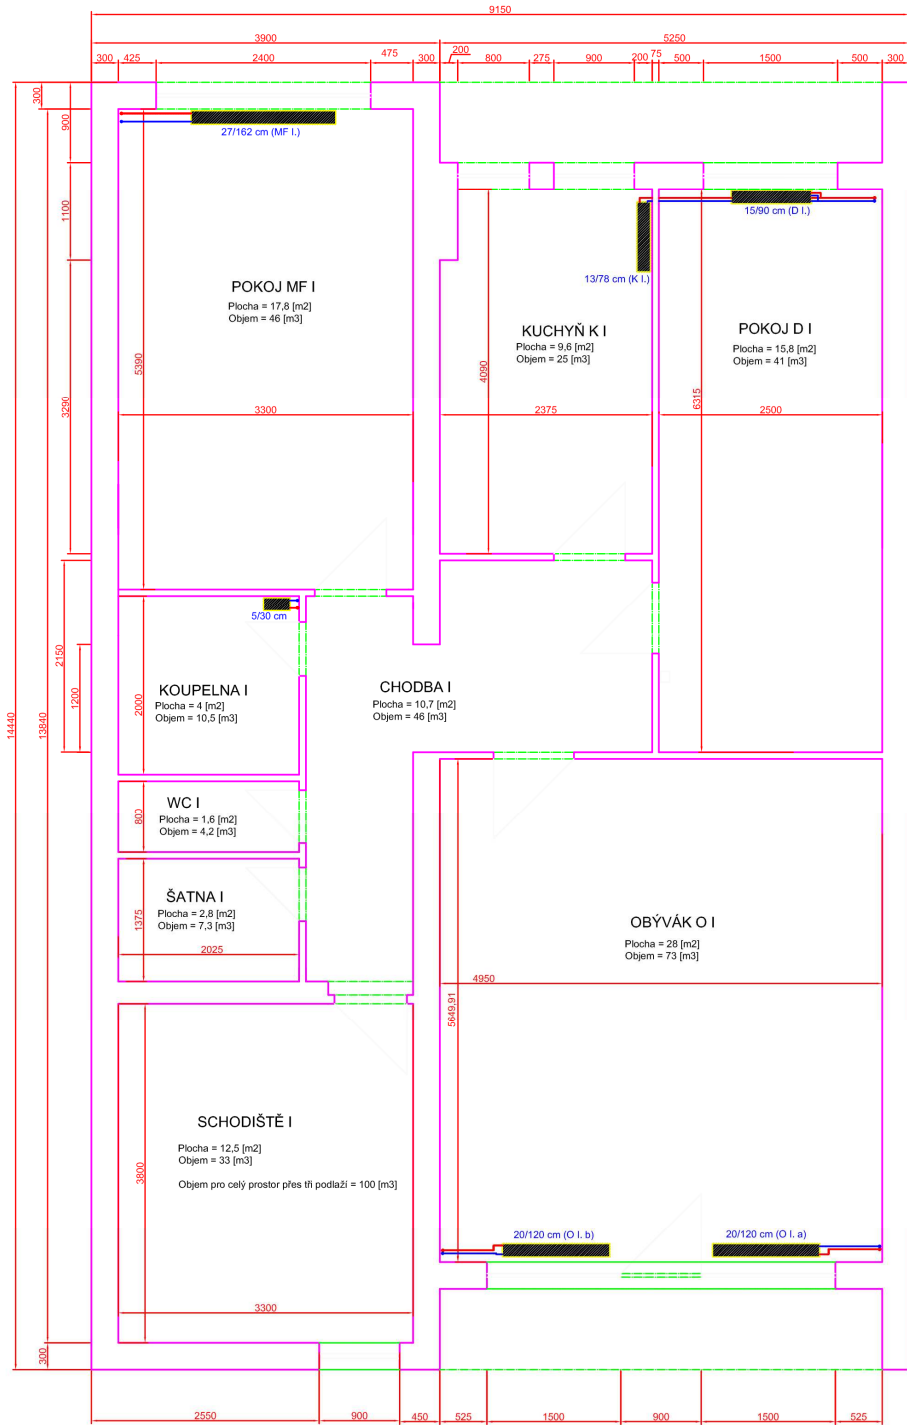 9150
3900
5250
300
425
2400
475
300
200
800
275
900
200
75
500
1500
500
300
300
900
27/162 cm (MF I.)
1100
15/90 cm (D I.)
13/78 cm (K I.)
POKOJ MF I
Plocha = 17,8 [m2]
Objem = 46 [m3]
KUCHYŇ K I
Plocha = 9,6 [m2]
Objem = 25 [m3]
POKOJ D I
Plocha = 15,8 [m2]
Objem = 41 [m3]
5390
4090
6315
3290
3300
2375
2500
5/30 cm
2150
1200
2000
14440
13840
KOUPELNA I
Plocha = 4 [m2]
Objem = 10,5 [m3]
CHODBA I
Plocha = 10,7 [m2]
Objem = 46 [m3]
WC I
Plocha = 1,6 [m2]
Objem = 4,2 [m3]
800
ŠATNA I
Plocha = 2,8 [m2]
Objem = 7,3 [m3]
1375
2025
OBÝVÁK O I
Plocha = 28 [m2]
Objem = 73 [m3]
4950
5649,91
SCHODIŠTĚ I
Plocha = 12,5 [m2]
Objem = 33 [m3]
Objem pro celý prostor přes tři podlaží = 100 [m3]
3800
20/120 cm (O I. b)
20/120 cm (O I. a)
3300
300
2550
900
450
525
1500
900
1500
525